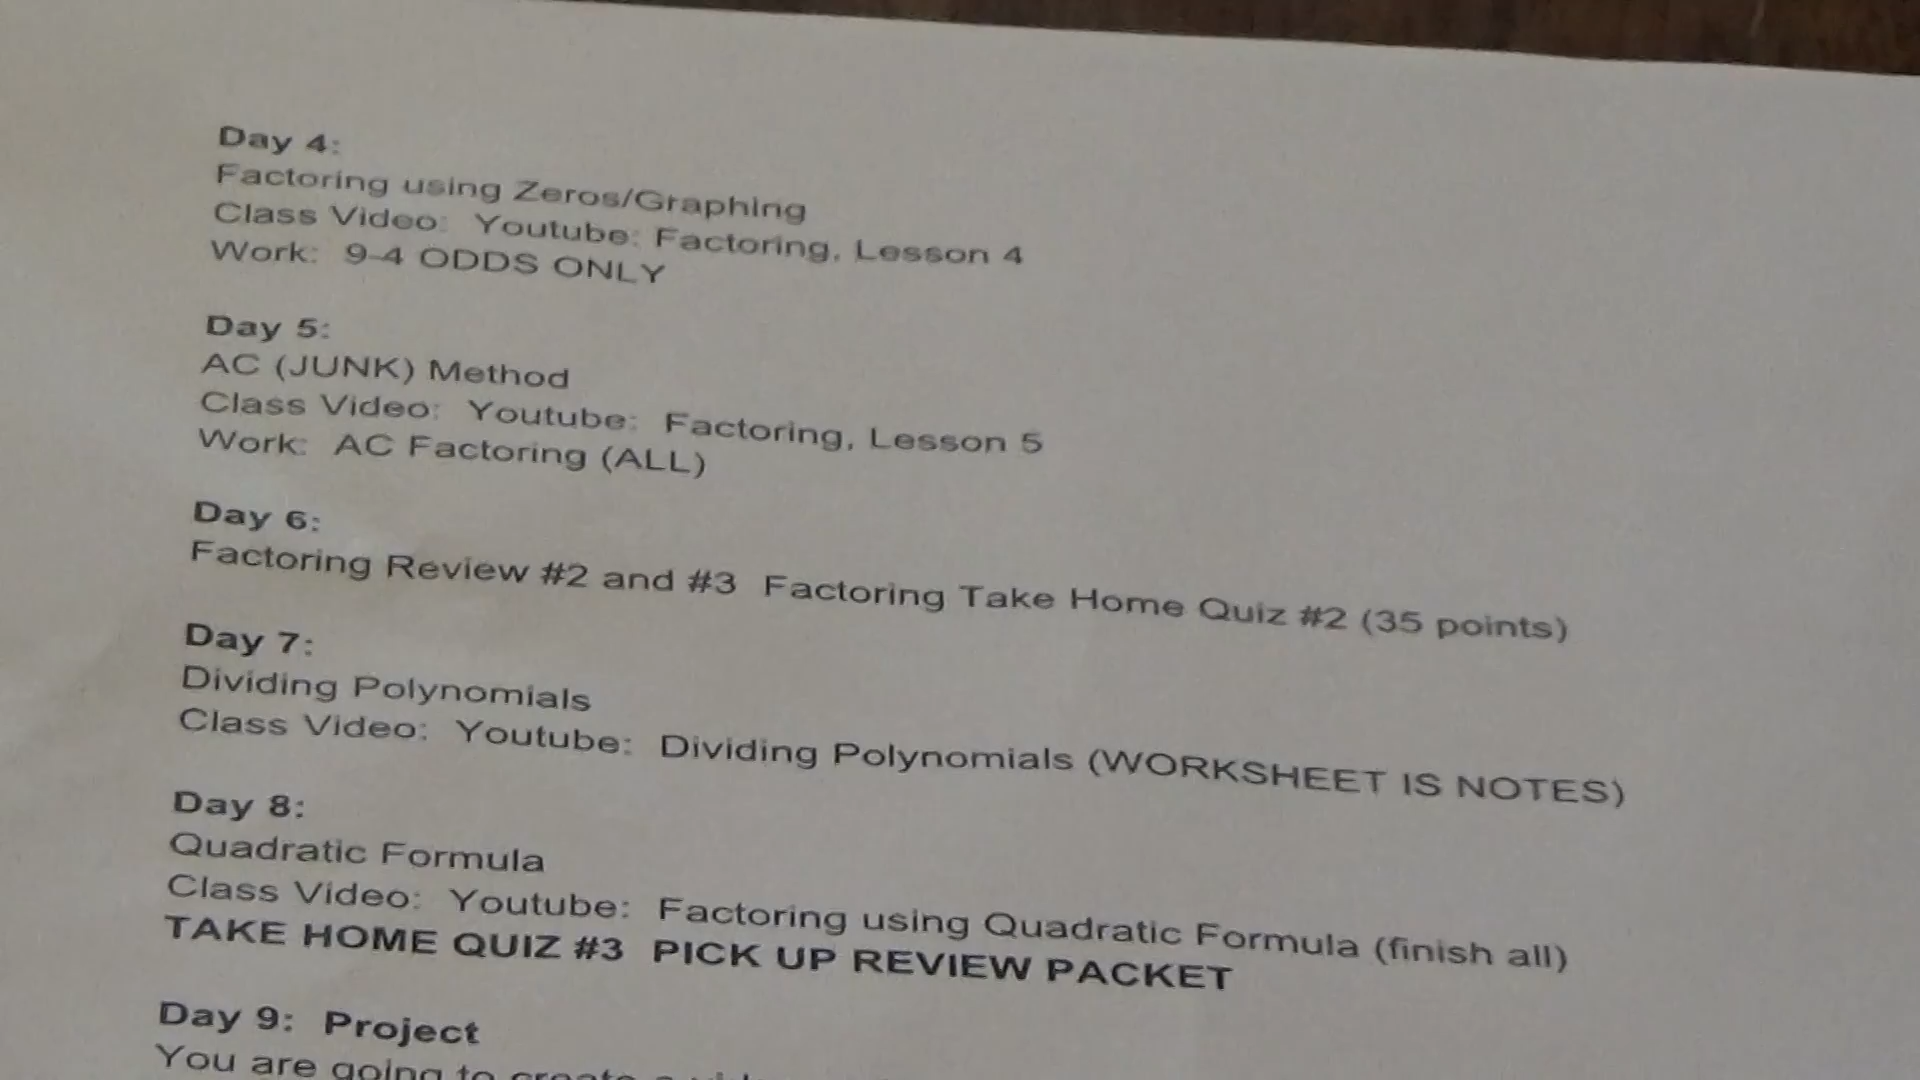 Day 4:
Factoring using Zeros/Graphing
Class Video: Youtube: Factoring, Lesson 4
Work: 9-4 ODDS ONLY
Day 5:
AC (JUNK) Method
Class Video: Youtube: Factoring, Lesson 5
Work: AC Factoring (ALL)
Day 6:
Factoring Review #2 and #3 Factoring Take Home Quiz #2 (35 points)
Day 7:
Dividing Polynomials
Class Video: Youtube: Dividing Polynomials (WORKSHEET IS NOTES)
Day 8:
Quadratic Formula
Class Video: Youtube: Factoring using Quadratic Formula (finish all)
TAKE HOME QUIZ #3 PICK UP REVIEW PACKET
Day 9: Project
You are going to create a